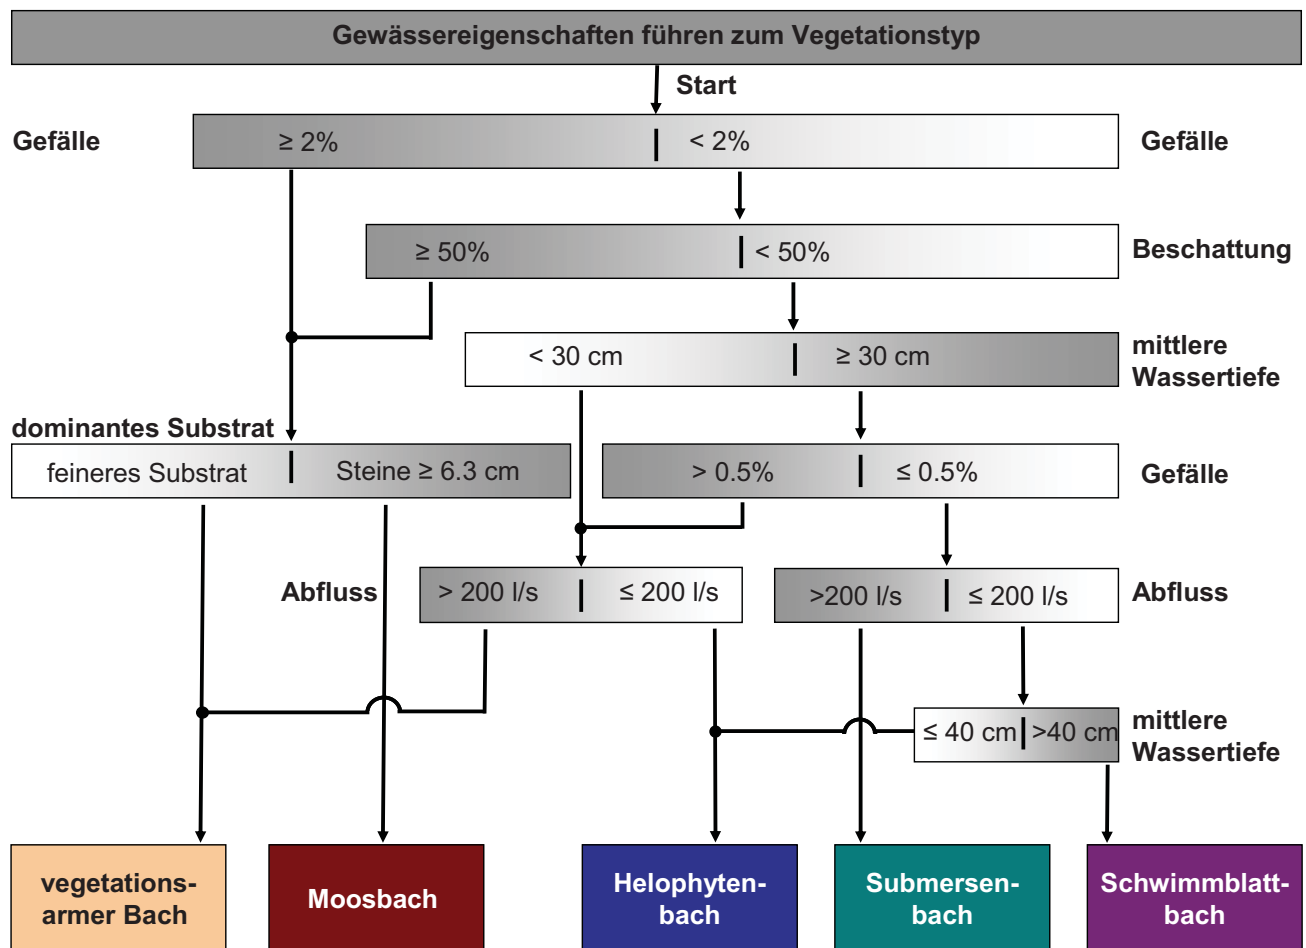 Gewässereigenschaften führen zum Vegetationstyp
Start
Gefälle
≥ 2%
< 2%
Gefälle
≥ 50%
< 50%
Beschattung
< 30 cm
≥ 30 cm
mittlere
Wassertiefe
dominantes Substrat
feineres Substrat
Steine ≥ 6.3 cm
> 0.5%
≤ 0.5%
Gefälle
Abfluss
> 200 l/s
≤ 200 l/s
>200 l/s
≤ 200 l/s
Abfluss
≤ 40 cm
>40 cm
mittlere
Wassertiefe
vegetations-
armer Bach
Moosbach
Helophyten-
bach
Submersen-
bach
Schwimmblatt-
bach